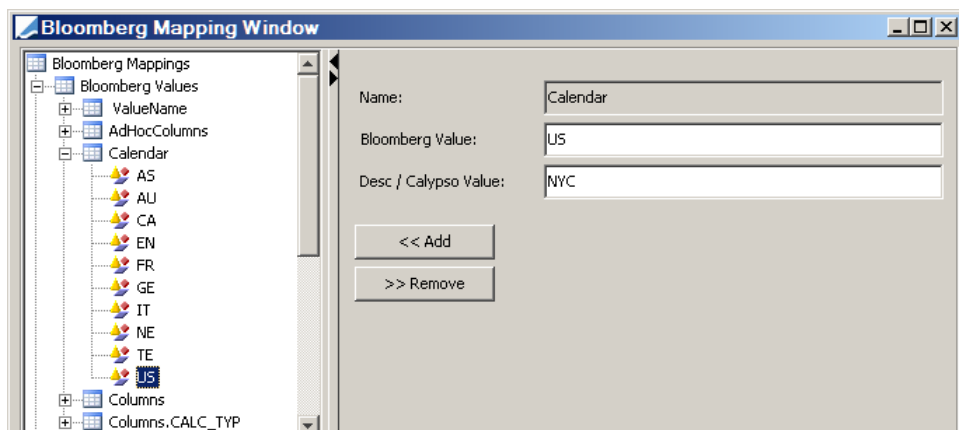 Bloomberg Mapping Window
Bloomberg Mappings
Bloomberg Values
ValueName
AdHocColumns
Calendar
AS
AU
CA
EN
FR
GE
IT
NE
TE
US
Columns
Columns.CALC_TYP
Name: Calendar
Bloomberg Value: US
Desc / Calypso Value: NYC
<< Add
>> Remove